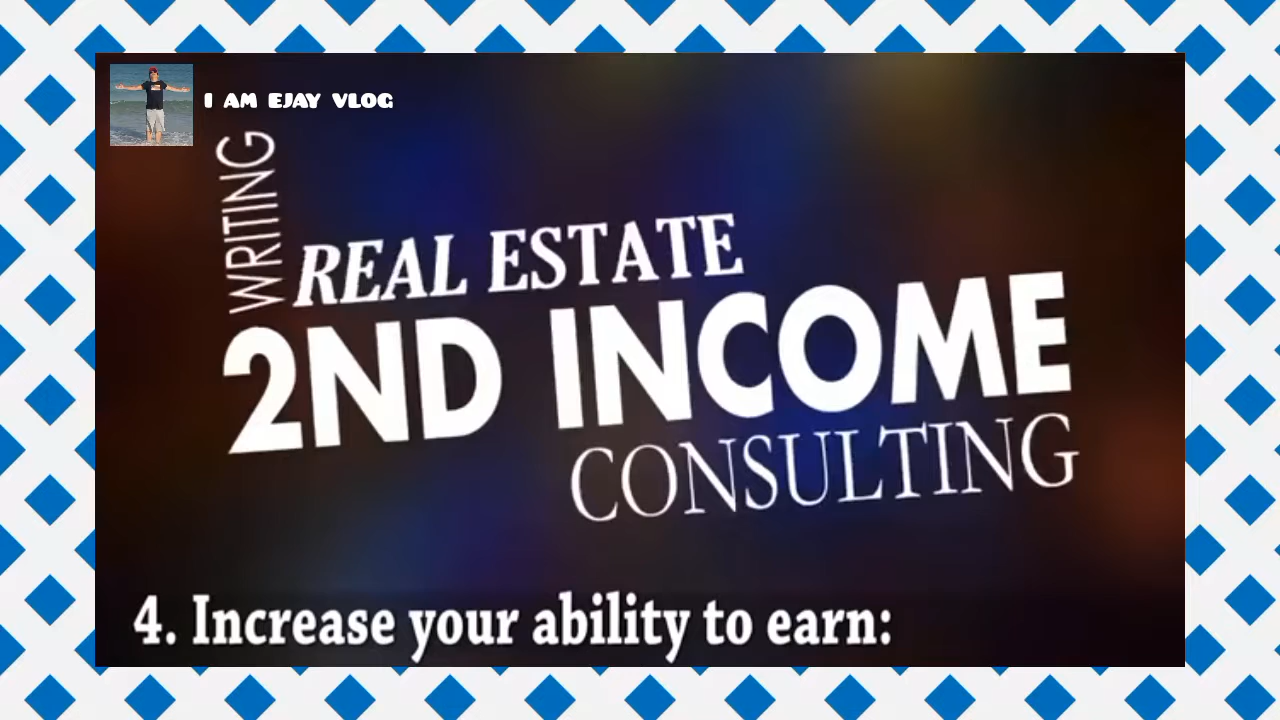 I AM EJAY VLOG
WRITING
REAL ESTATE
2ND INCOME
CONSULTING
4. Increase your ability to earn: